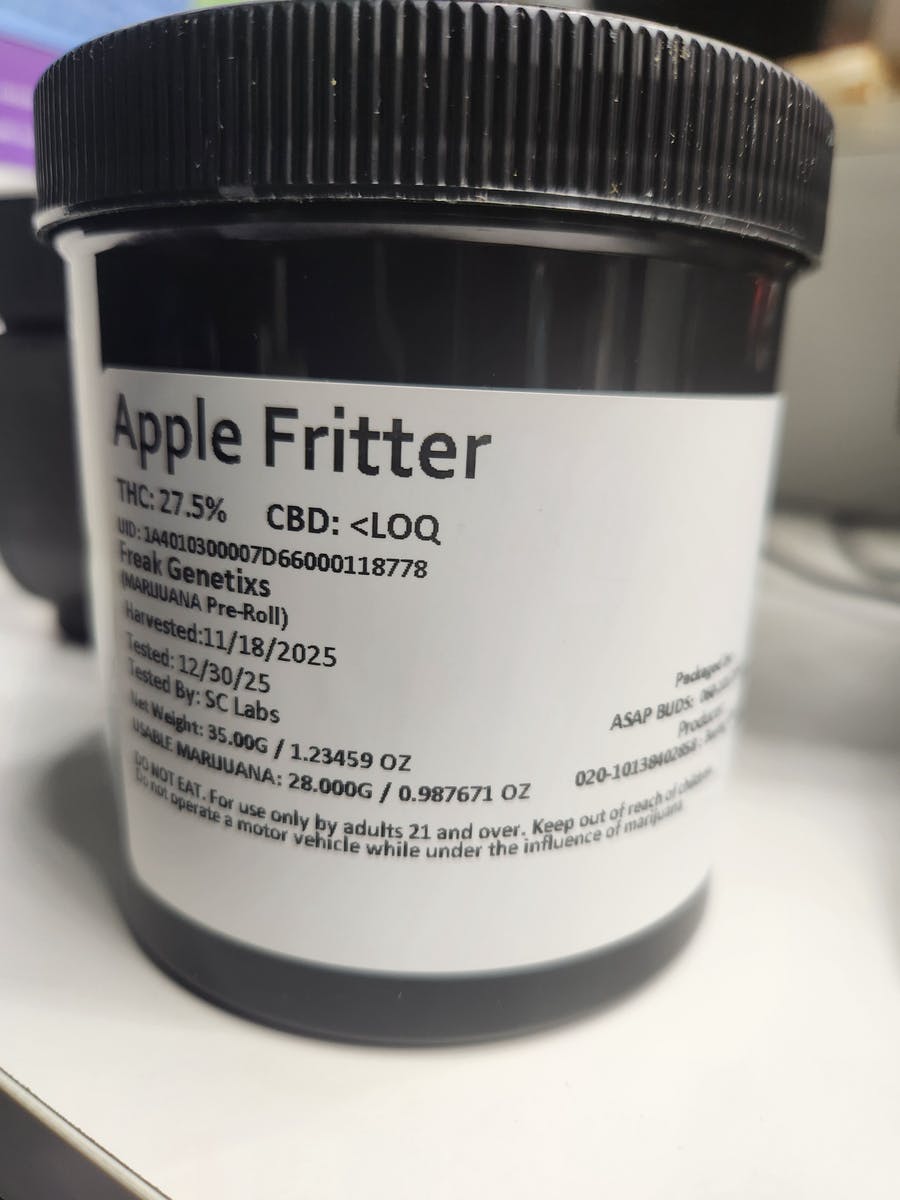 Apple Fritter
THC: 27.5% CBD: <LOQ
UID: 1A4010300007D66000118778
Freak Genetixs
(MARIJUANA Pre-Roll)
Harvested:11/18/2025
Tested: 12/30/25
Tested By: SC Labs
Net Weight: 35.00G / 1.23459 OZ
USABLE MARIJUANA: 28.000G / 0.987671 OZ
DO NOT EAT. For use only by adults 21 and over. Keep out of reach of children.
Do not operate a motor vehicle while under the influence of marijuana
Packaged
ASAP BUDS: